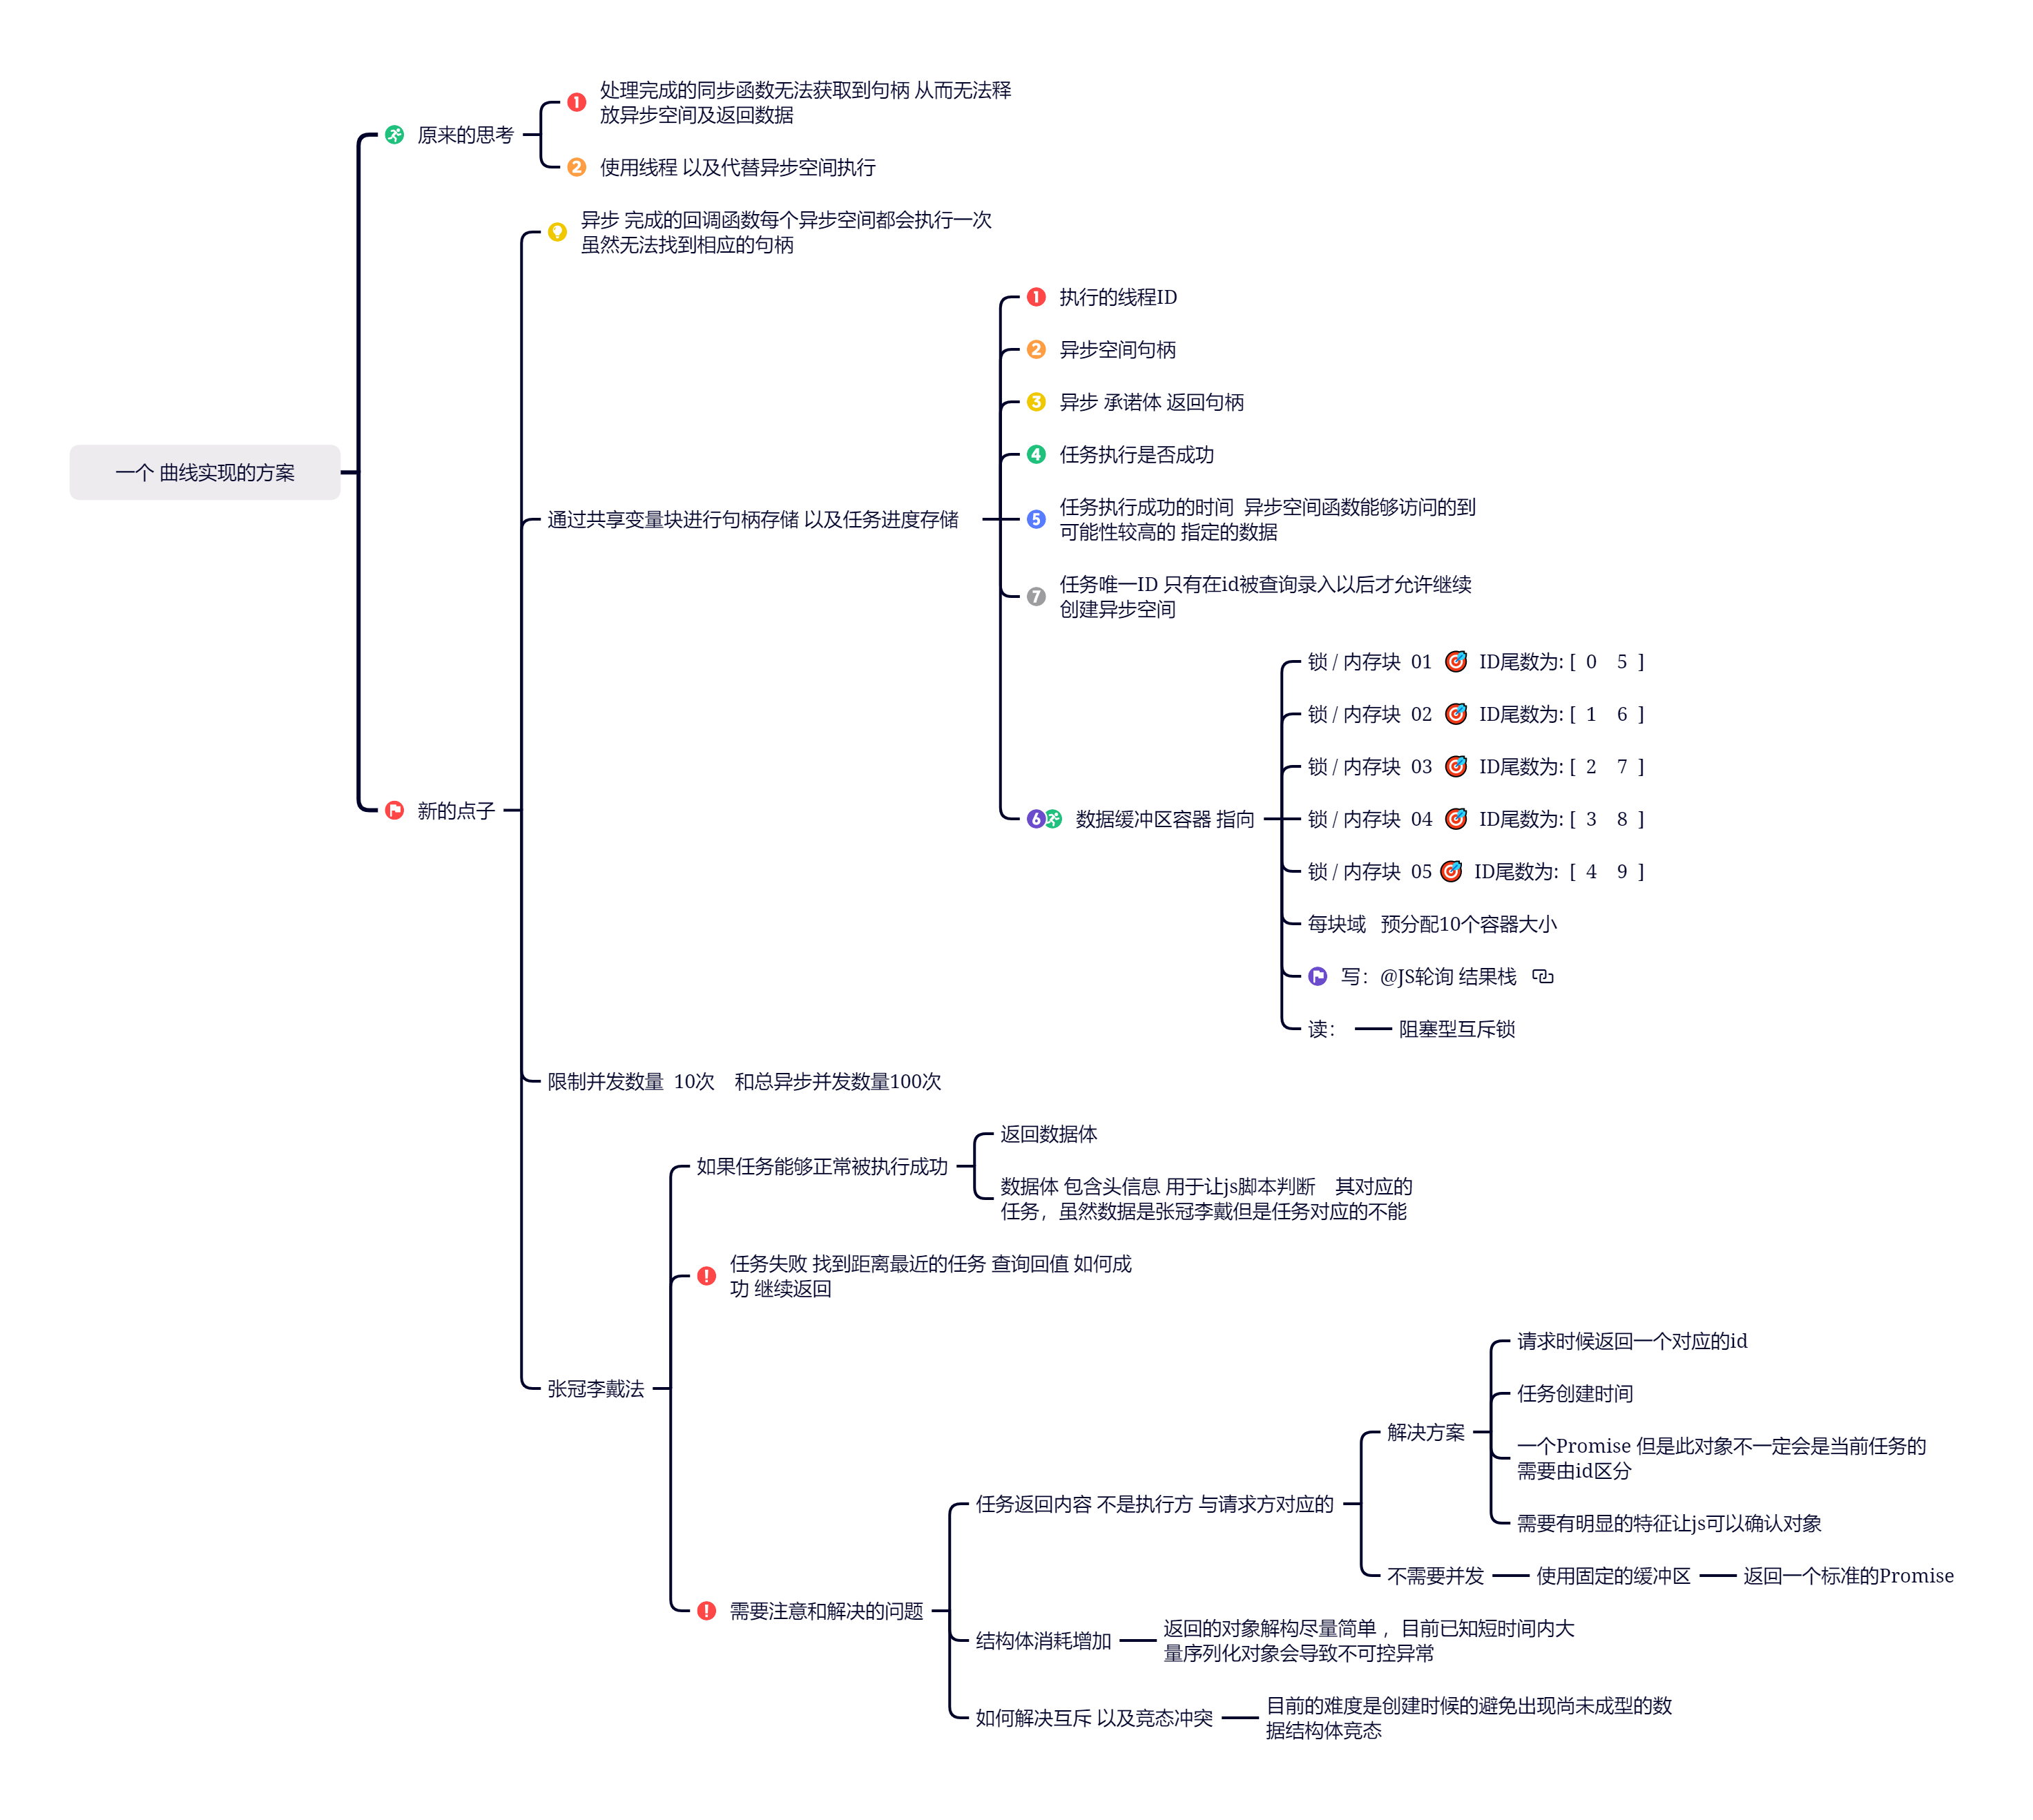 一个 曲线实现的方案
原来的思考
1
处理完成的同步函数无法获取到句柄 从而无法释
放异步空间及返回数据
2
使用线程 以及代替异步空间执行
新的点子
异步 完成的回调函数每个异步空间都会执行一次
虽然无法找到相应的句柄
通过共享变量块进行句柄存储 以及任务进度存储
1
执行的线程ID
2
异步空间句柄
3
异步 承诺体 返回句柄
4
任务执行是否成功
5
任务执行成功的时间 异步空间函数能够访问的到
可能性较高的 指定的数据
7
任务唯一ID 只有在id被查询录入以后才允许继续
创建异步空间
6
数据缓冲区容器 指向
锁 / 内存块 01 🎯 ID尾数为: [ 0 5 ]
锁 / 内存块 02 🎯 ID尾数为: [ 1 6 ]
锁 / 内存块 03 🎯 ID尾数为: [ 2 7 ]
锁 / 内存块 04 🎯 ID尾数为: [ 3 8 ]
锁 / 内存块 05 🎯 ID尾数为: [ 4 9 ]
每块域 预分配10个容器大小
写：@JS轮询 结果栈
读：
阻塞型互斥锁
限制并发数量 10次 和总异步并发数量100次
张冠李戴法
如果任务能够正常被执行成功
返回数据体
数据体 包含头信息 用于让js脚本判断 其对应的
任务，虽然数据是张冠李戴但是任务对应的不能
任务失败 找到距离最近的任务 查询回值 如何成
功 继续返回
需要注意和解决的问题
任务返回内容 不是执行方 与请求方对应的
解决方案
请求时候返回一个对应的id
任务创建时间
一个Promise 但是此对象不一定会是当前任务的
需要由id区分
需要有明显的特征让js可以确认对象
不需要并发
使用固定的缓冲区
返回一个标准的Promise
结构体消耗增加
返回的对象解构尽量简单 ，目前已知短时间内大
量序列化对象会导致不可控异常
如何解决互斥 以及竞态冲突
目前的难度是创建时候的避免出现尚未成型的数
据结构体竞态